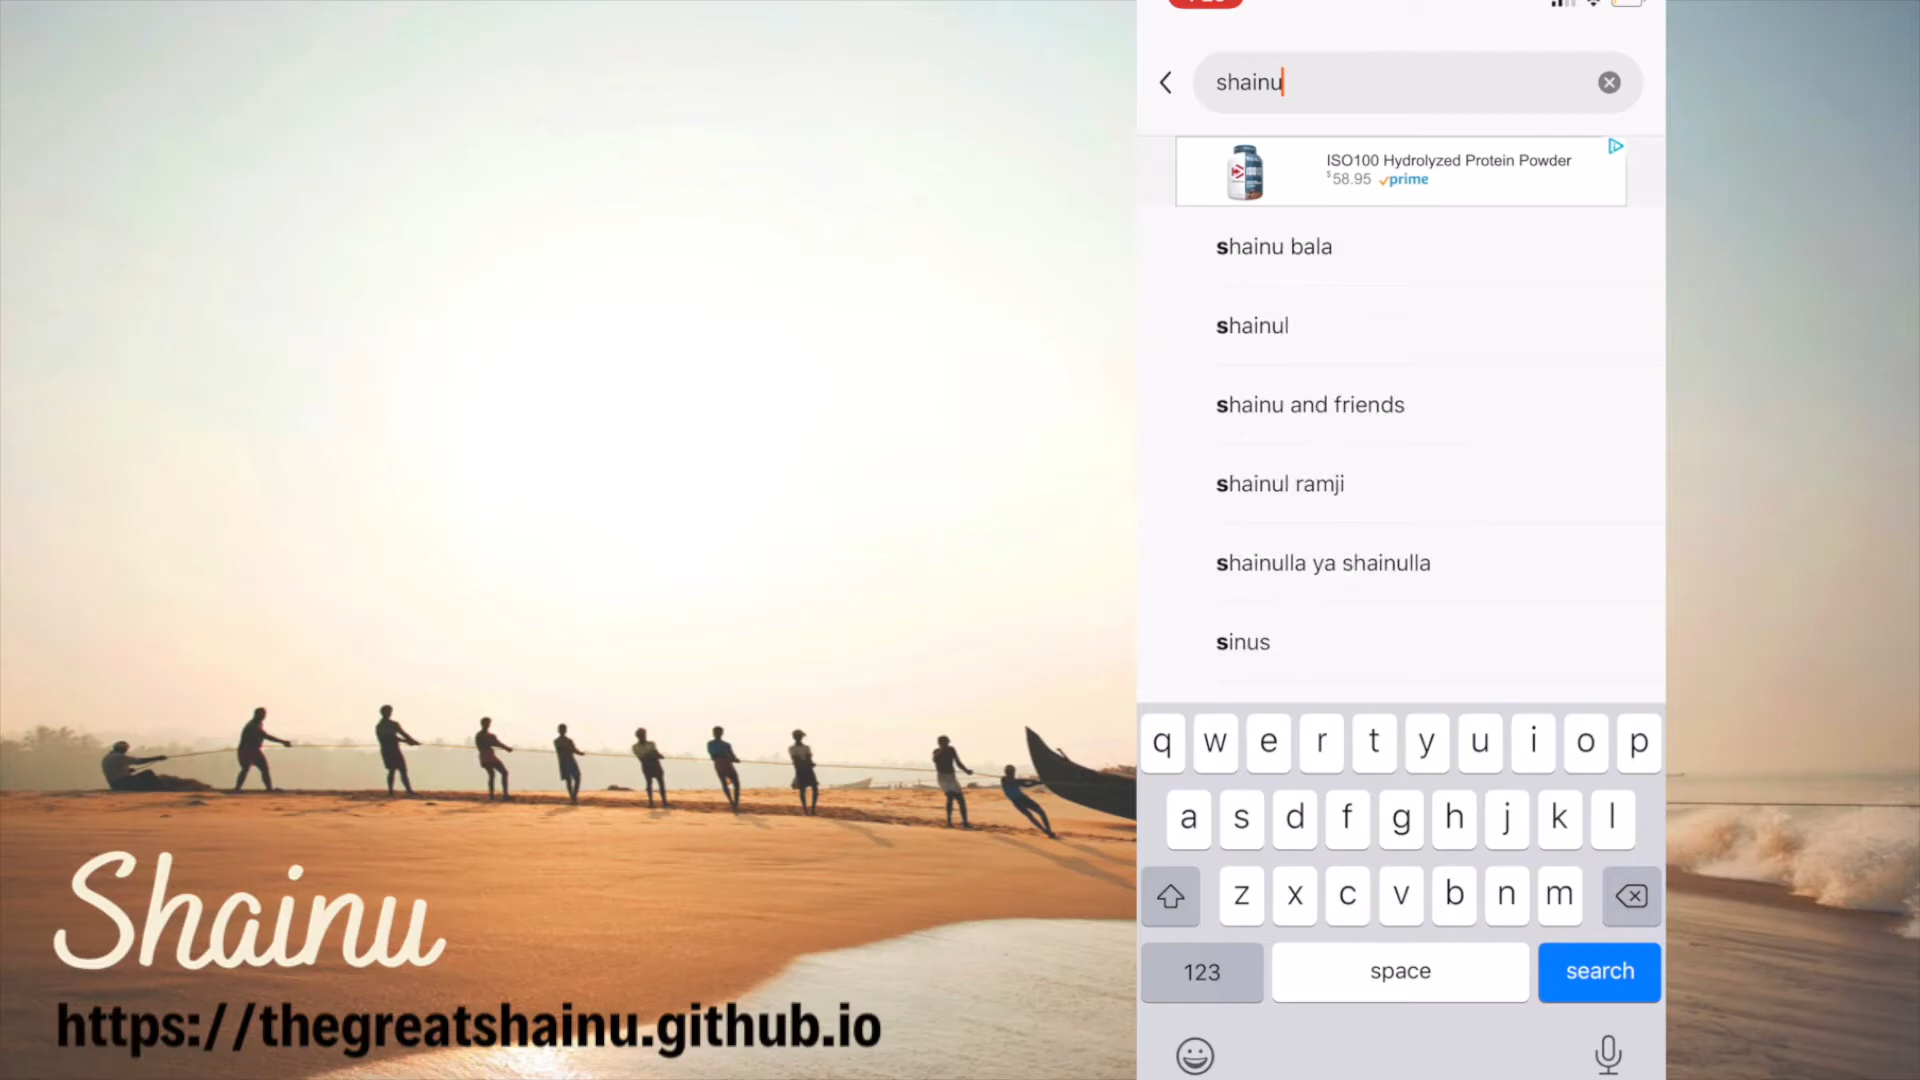 shainu
ISO100 Hydrolyzed Protein Powder
$58.95 prime
shainu bala
shainul
shainu and friends
shainul ramji
shainulla ya shainulla
sinus
q w e r t y u i o p
a s d f g h j k l
z x c v b n m
123 space search
Shainu
https://thegreatshainu.github.io